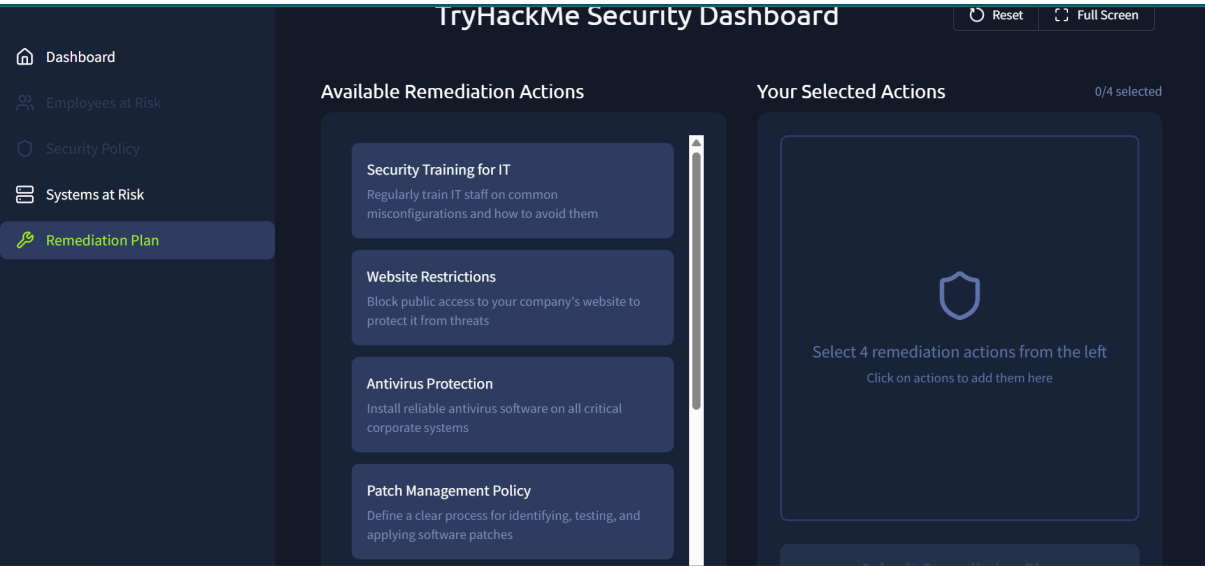 TryHackMe Security Dashboard
Reset
Full Screen
Dashboard
Employees at Risk
Security Policy
Systems at Risk
Remediation Plan
Available Remediation Actions
Security Training for IT
Regularly train IT staff on common
misconfigurations and how to avoid them
Website Restrictions
Block public access to your company's website to
protect it from threats
Antivirus Protection
Install reliable antivirus software on all critical
corporate systems
Patch Management Policy
Define a clear process for identifying, testing, and
applying software patches
Your Selected Actions
0/4 selected
Select 4 remediation actions from the left
Click on actions to add them here